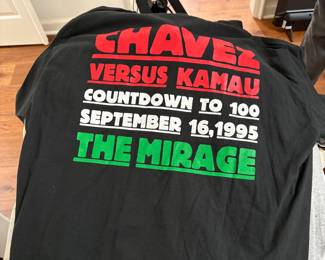 CHAVEZ
VERSUS KAMAU
COUNTDOWN TO 100
SEPTEMBER 16,1995
THE MIRAGE